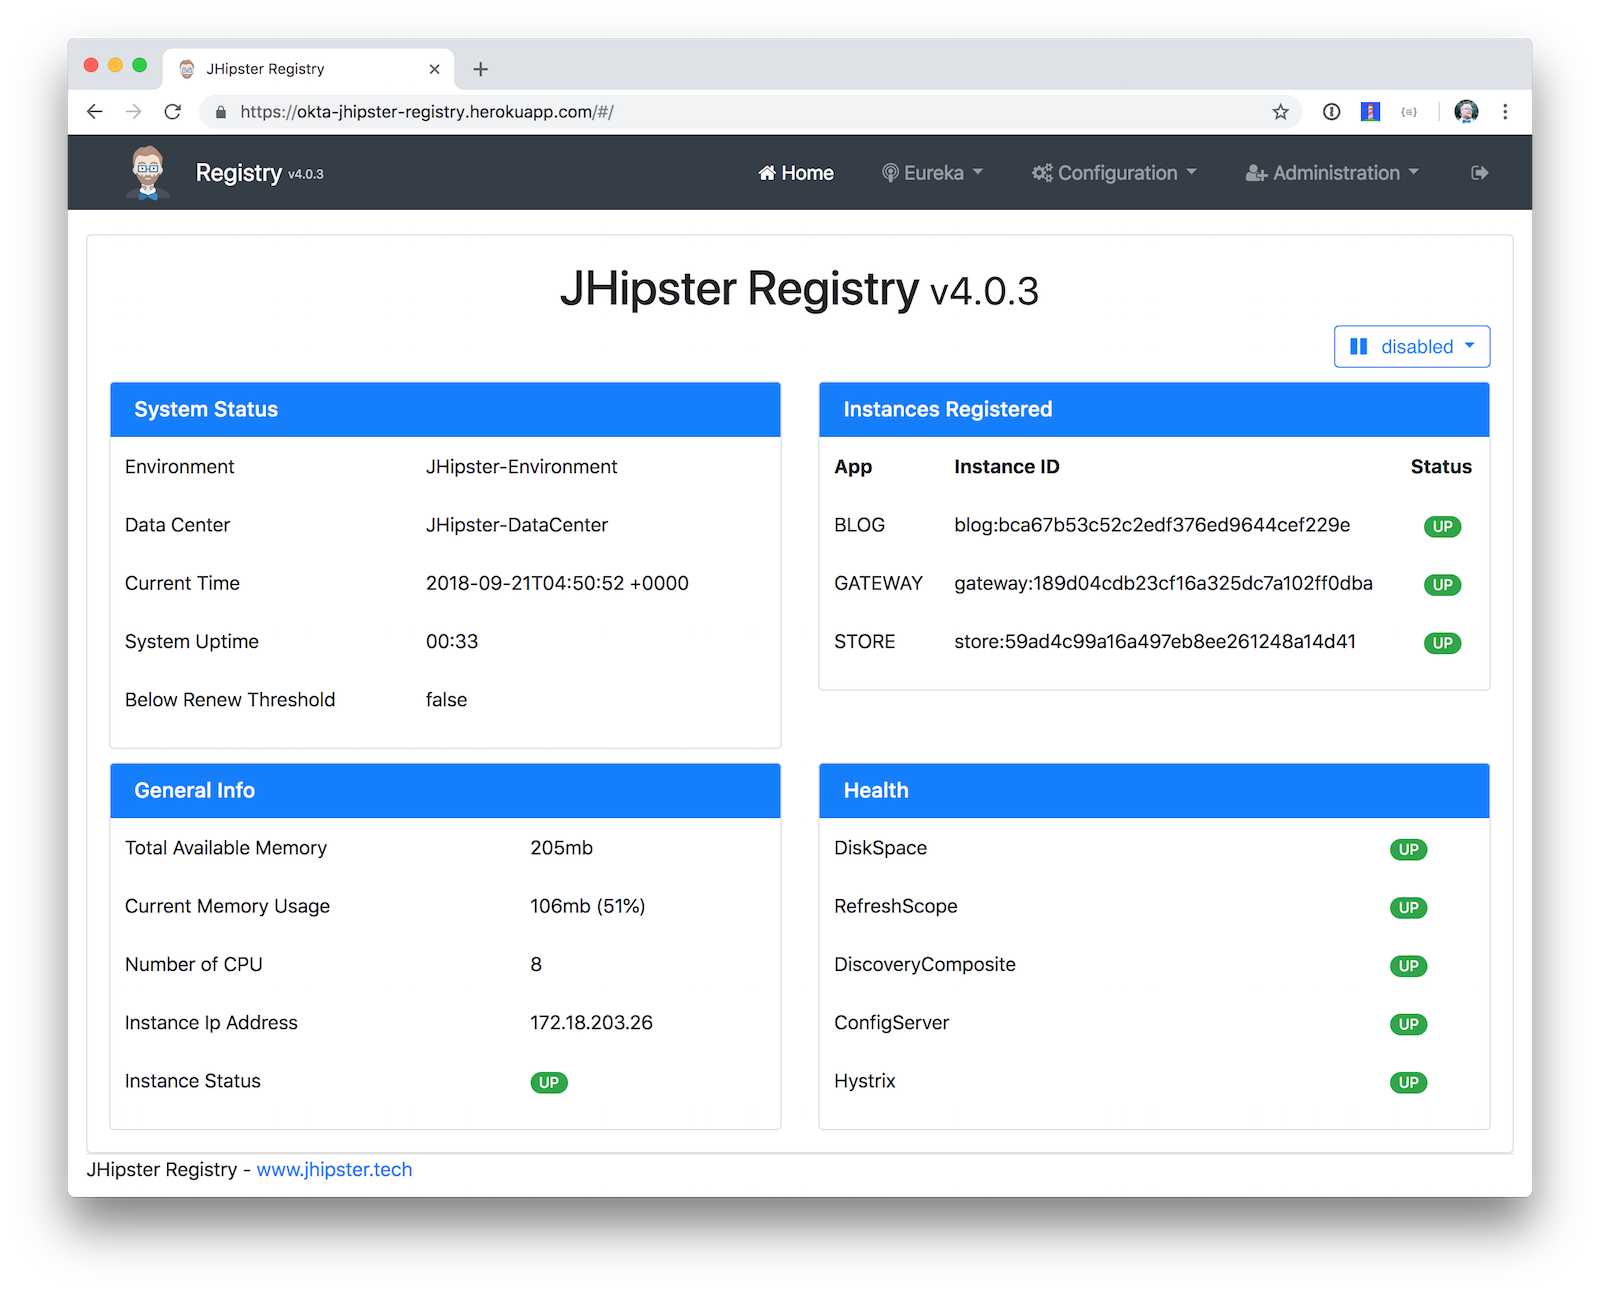 JHipster Registry
https://okta-jhipster-registry.herokuapp.com/#/
Registry v4.0.3
Home
Eureka
Configuration
Administration
JHipster Registry v4.0.3
disabled
System Status
Environment JHipster-Environment
Data Center JHipster-DataCenter
Current Time 2018-09-21T04:50:52 +0000
System Uptime 00:33
Below Renew Threshold false
Instances Registered
App Instance ID Status
BLOG blog:bca67b53c52c2edf376ed9644cef229e UP
GATEWAY gateway:189d04cdb23cf16a325dc7a102ff0dba UP
STORE store:59ad4c99a16a497eb8ee261248a14d41 UP
General Info
Total Available Memory 205mb
Current Memory Usage 106mb (51%)
Number of CPU 8
Instance Ip Address 172.18.203.26
Instance Status UP
Health
DiskSpace UP
RefreshScope UP
DiscoveryComposite UP
ConfigServer UP
Hystrix UP
JHipster Registry - www.jhipster.tech